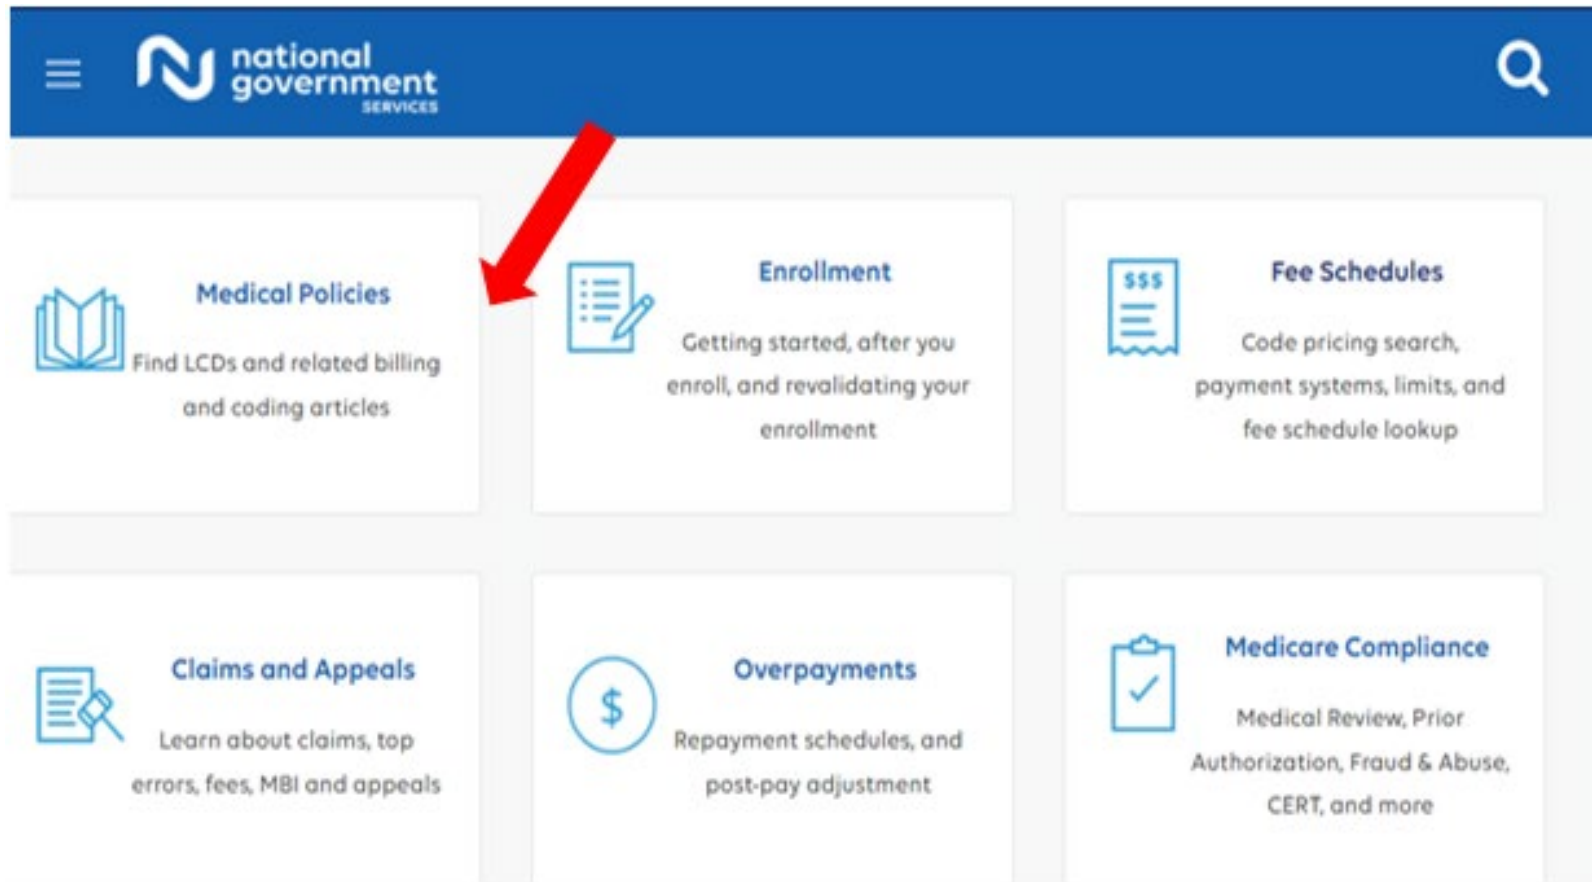 national
government
SERVICES
Medical Policies
Find LCDs and related billing
and coding articles
Enrollment
Getting started, after you
enroll, and revalidating your
enrollment
$$$
Fee Schedules
Code pricing search,
payment systems, limits, and
fee schedule lookup
Claims and Appeals
Learn about claims, top
errors, fees, MBI and appeals
$
Overpayments
Repayment schedules, and
post-pay adjustment
Medicare Compliance
Medical Review, Prior
Authorization, Fraud & Abuse,
CERT, and more